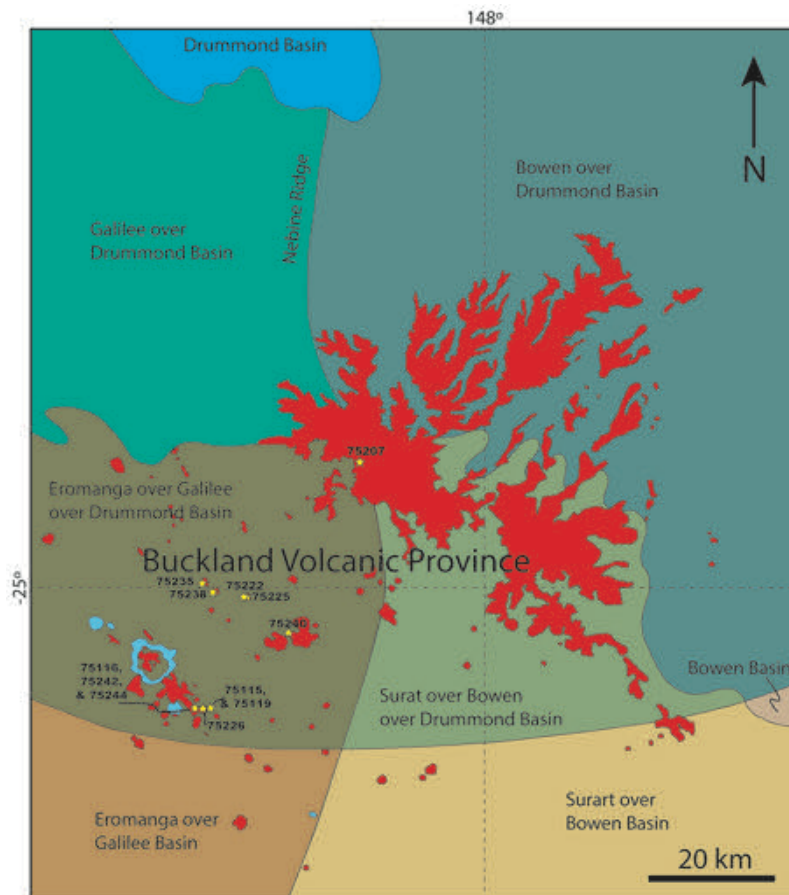 148°
Drummond Basin
N
Bowen over
Drummond Basin
Nebine Ridge
Galilee over
Drummond Basin
75207
Eromanga over Galilee
over Drummond Basin
Buckland Volcanic Province
-25°
75235
75238
75222
75225
75116,
75242,
& 75244
75115,
& 75119
75226
Surat over Bowen
over Drummond Basin
Bowen Basin
Eromanga over
Galilee Basin
Surart over
Bowen Basin
20 km